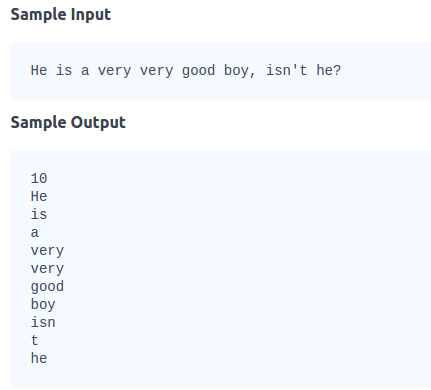 Sample Input
He is a very very good boy, isn't he?
Sample Output
10
He
is
a
very
very
good
boy
isn
t
he